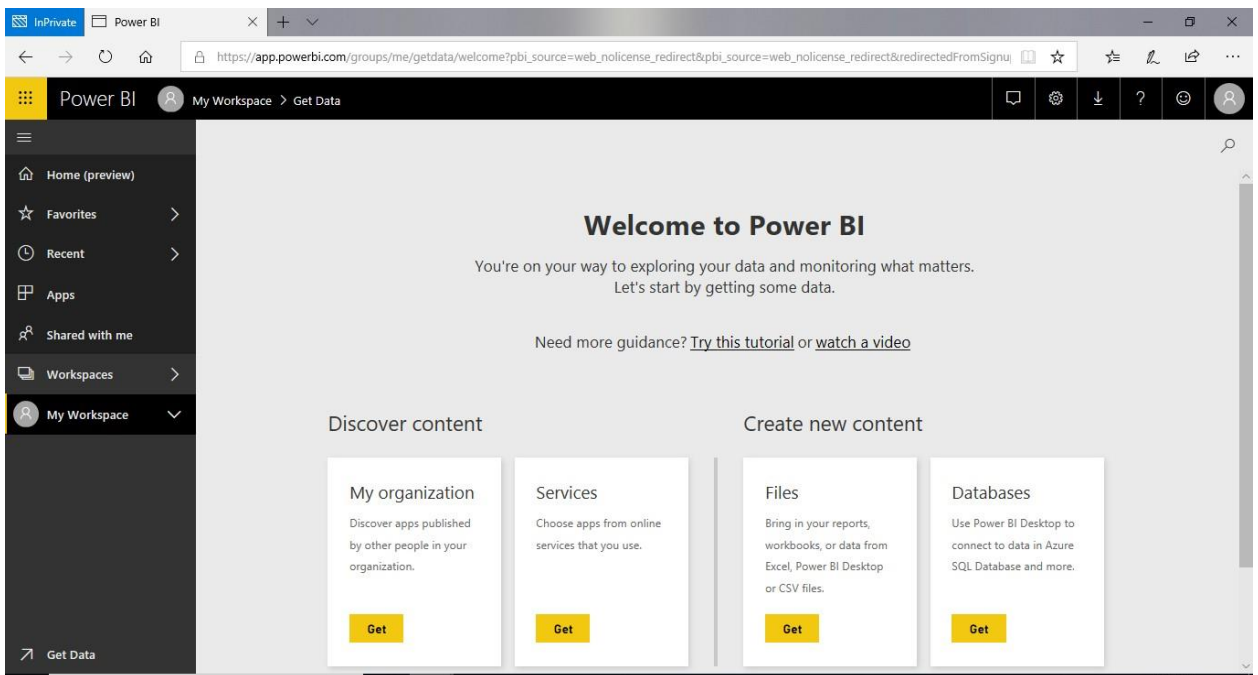 InPrivate Power BI
https://app.powerbi.com/groups/me/getdata/welcome?pbi_source=web_nolicense_redirect&pbi_source=web_nolicense_redirect&redirectedFromSignu
Power BI My Workspace > Get Data
Home (preview)
Favorites
Recent
Apps
Shared with me
Workspaces
My Workspace
Get Data
Welcome to Power BI
You're on your way to exploring your data and monitoring what matters.
Let's start by getting some data.
Need more guidance? Try this tutorial or watch a video
Discover content
My organization
Discover apps published
by other people in your
organization.
Get
Services
Choose apps from online
services that you use.
Get
Create new content
Files
Bring in your reports,
workbooks, or data from
Excel, Power BI Desktop
or CSV files.
Get
Databases
Use Power BI Desktop to
connect to data in Azure
SQL Database and more.
Get